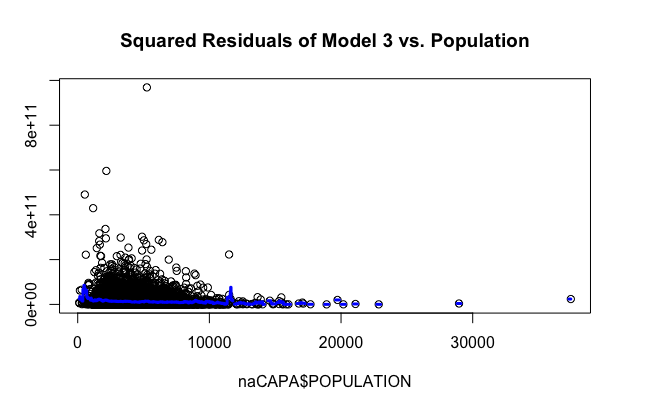 Squared Residuals of Model 3 vs. Population
8e+11
4e+11
0e+00
0 10000 20000 30000
naCAPA$POPULATION